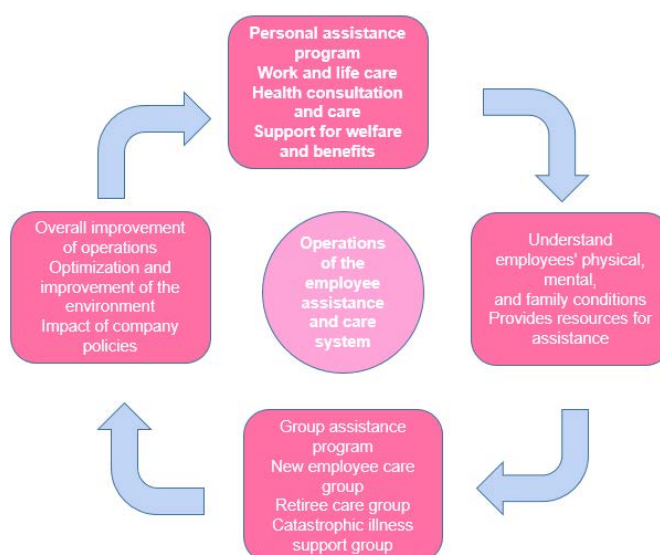 Personal assistance
program
Work and life care
Health consultation
and care
Support for welfare
and benefits
Understand
employees' physical,
mental,
and family conditions
Provides resources for
assistance
Group assistance
program
New employee care
group
Retiree care group
Catastrophic illness
support group
Overall improvement
of operations
Optimization and
improvement of the
environment
Impact of company
policies
Operations
of the
employee
assistance
and care
system